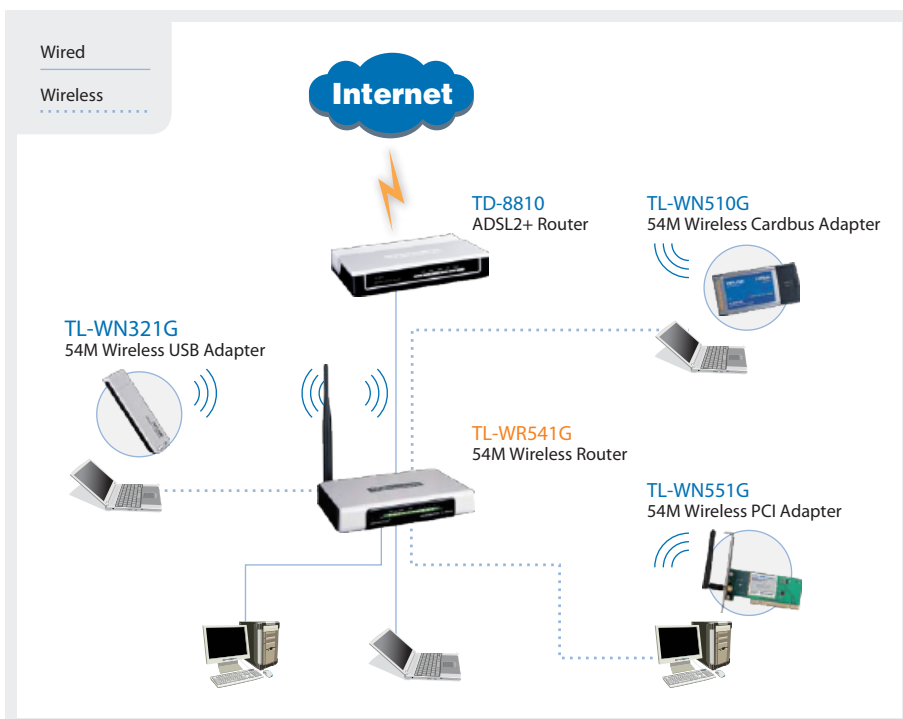 Wired
Wireless
Internet
TD-8810
ADSL2+ Router
TL-WN510G
54M Wireless Cardbus Adapter
TL-WN321G
54M Wireless USB Adapter
TL-WR541G
54M Wireless Router
TL-WN551G
54M Wireless PCI Adapter